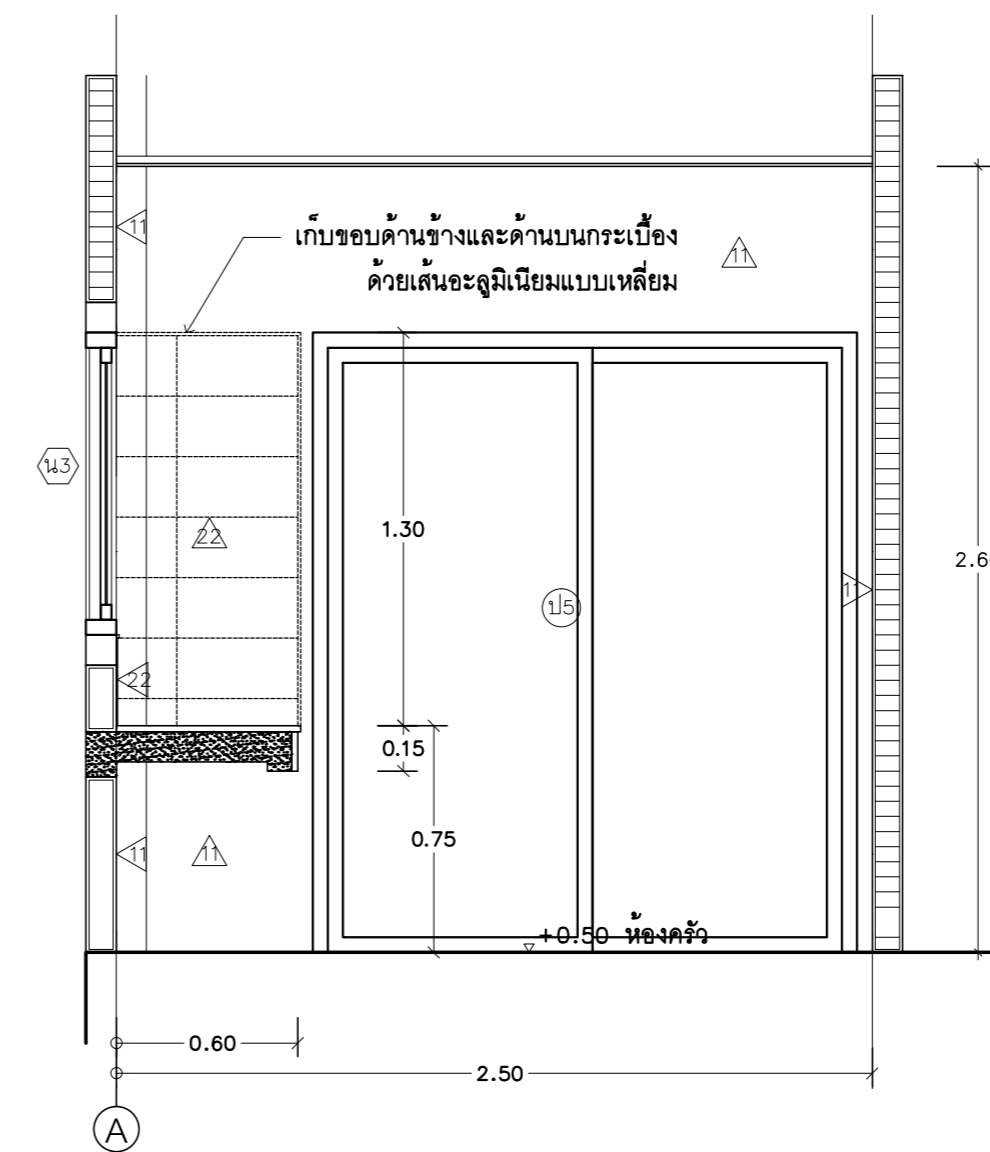 11
เก็บขอบด้านข้างและด้านบนกระเบื้อง
ด้วยเส้นอะลูมิเนียมแบบเหลี่ยม
11
น3
22
1.30
2.6
ป5
11
22
0.15
0.75
11
11
+0.50 ห้องครัว
0.60
2.50
A